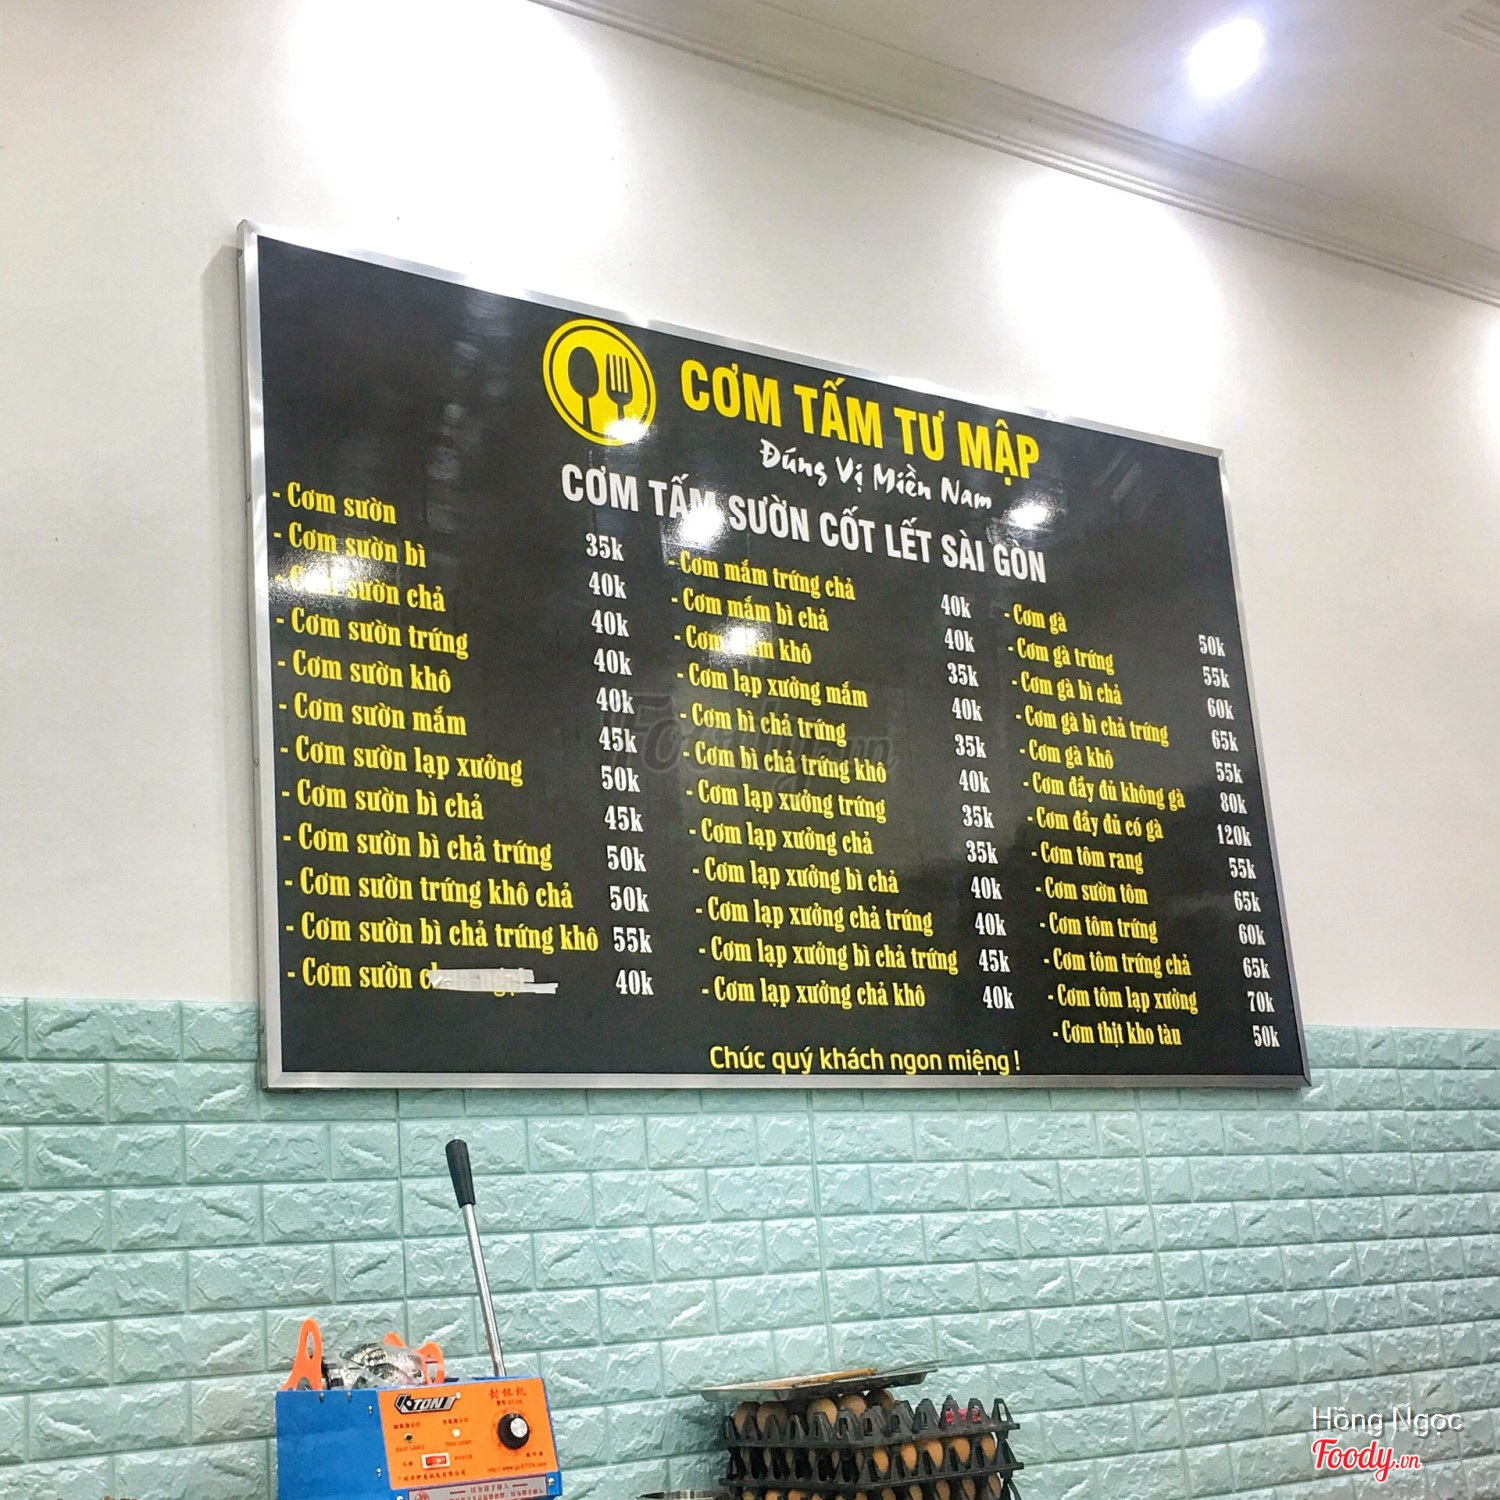 CƠM TẤM TƯ MẬP
Đúng Vị Miền Nam
CƠM TẤM SƯỜN CỐT LẾT SÀI GÒN
- Cơm sườn 35k
- Cơm sườn bì 40k
- Cơm sườn chả 40k
- Cơm sườn trứng 40k
- Cơm sườn khô 40k
- Cơm sườn mắm 45k
- Cơm sườn lạp xưởng 50k
- Cơm sườn bì chả 45k
- Cơm sườn bì chả trứng 50k
- Cơm sườn trứng khô chả 50k
- Cơm sườn bì chả trứng khô 55k
- Cơm sườn 40k
- Cơm mắm trứng chả 40k
- Cơm mắm bì chả 40k
- Cơm mắm khô 35k
- Cơm lạp xưởng mắm 40k
- Cơm bì chả trứng 35k
- Cơm bì chả trứng khô 40k
- Cơm lạp xưởng trứng 35k
- Cơm lạp xưởng chả 35k
- Cơm lạp xưởng bì chả 40k
- Cơm lạp xưởng chả trứng 40k
- Cơm lạp xưởng bì chả trứng 45k
- Cơm lạp xưởng chả khô 40k
- Cơm gà 50k
- Cơm gà trứng 55k
- Cơm gà bì chả 60k
- Cơm gà bì chả trứng 65k
- Cơm gà khô 55k
- Cơm đầy đủ không gà 80k
- Cơm đầy đủ có gà 120k
- Cơm tôm rang 55k
- Cơm sườn tôm 65k
- Cơm tôm trứng 60k
- Cơm tôm trứng chả 65k
- Cơm tôm lạp xưởng 70k
- Cơm thịt kho tàu 50k
Chúc quý khách ngon miệng !
Foody.vn
封杯机
Hồng Ngọc
Foody.vn